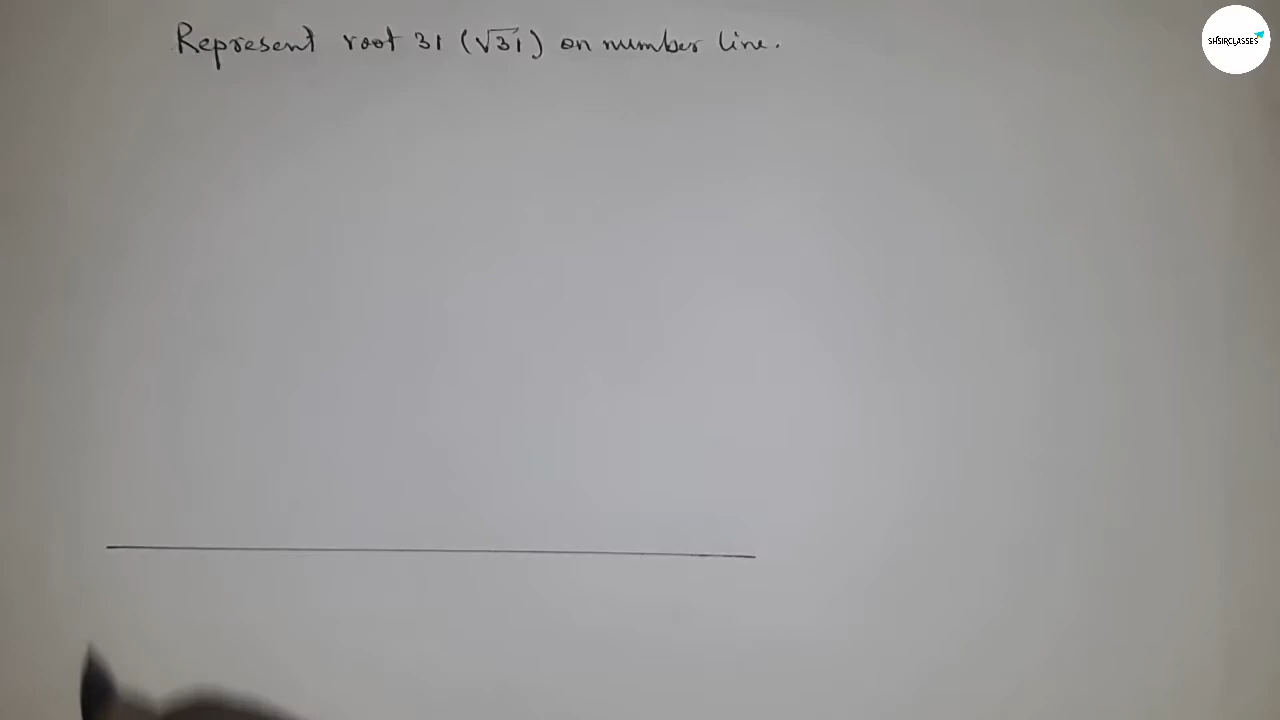 Represent root 31 (√31) on number line.
SHSIRCLASSES